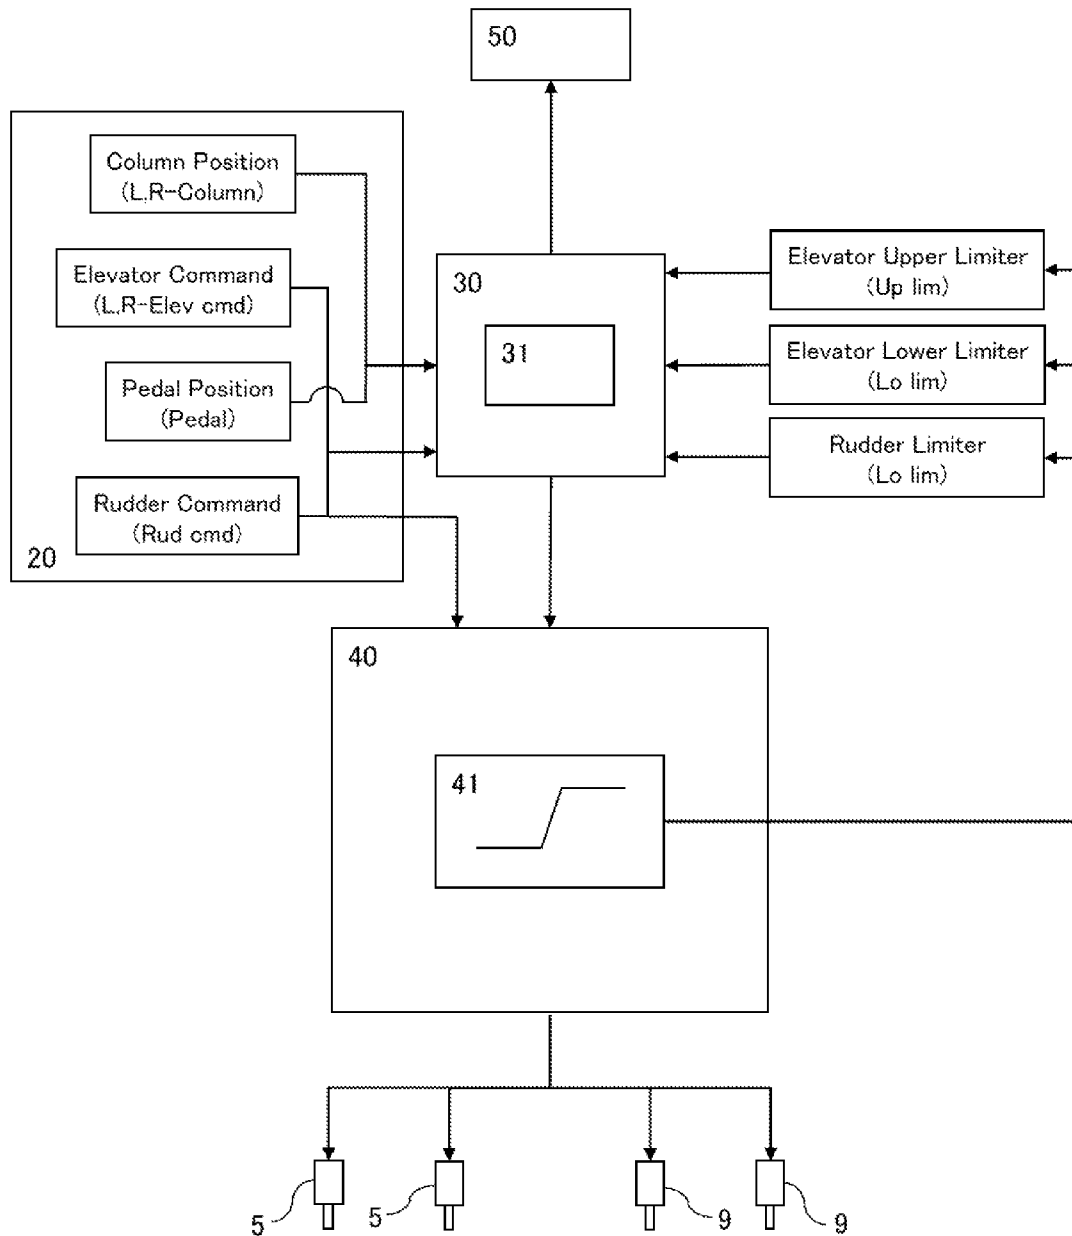 50
Column Position
(L,R-Column)
Elevator Command
(L,R-Elev cmd)
Pedal Position
(Pedal)
Rudder Command
(Rud cmd)
20
30
31
Elevator Upper Limiter
(Up lim)
Elevator Lower Limiter
(Lo lim)
Rudder Limiter
(Lo lim)
40
41
5
5
9
9